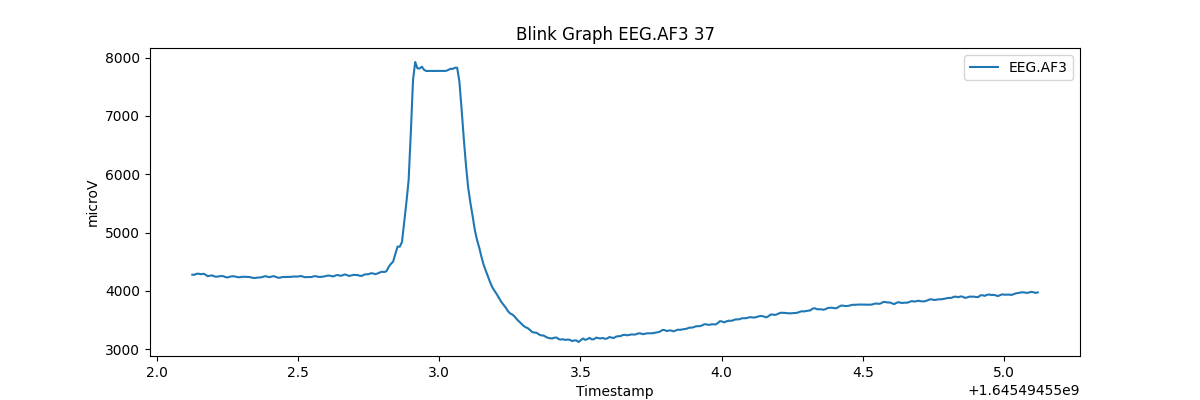 Blink Graph EEG.AF3 37
EEG.AF3
8000
7000
6000
5000
4000
3000
microV
2.0 2.5 3.0 3.5 4.0 4.5 5.0
Timestamp
+1.64549455e9